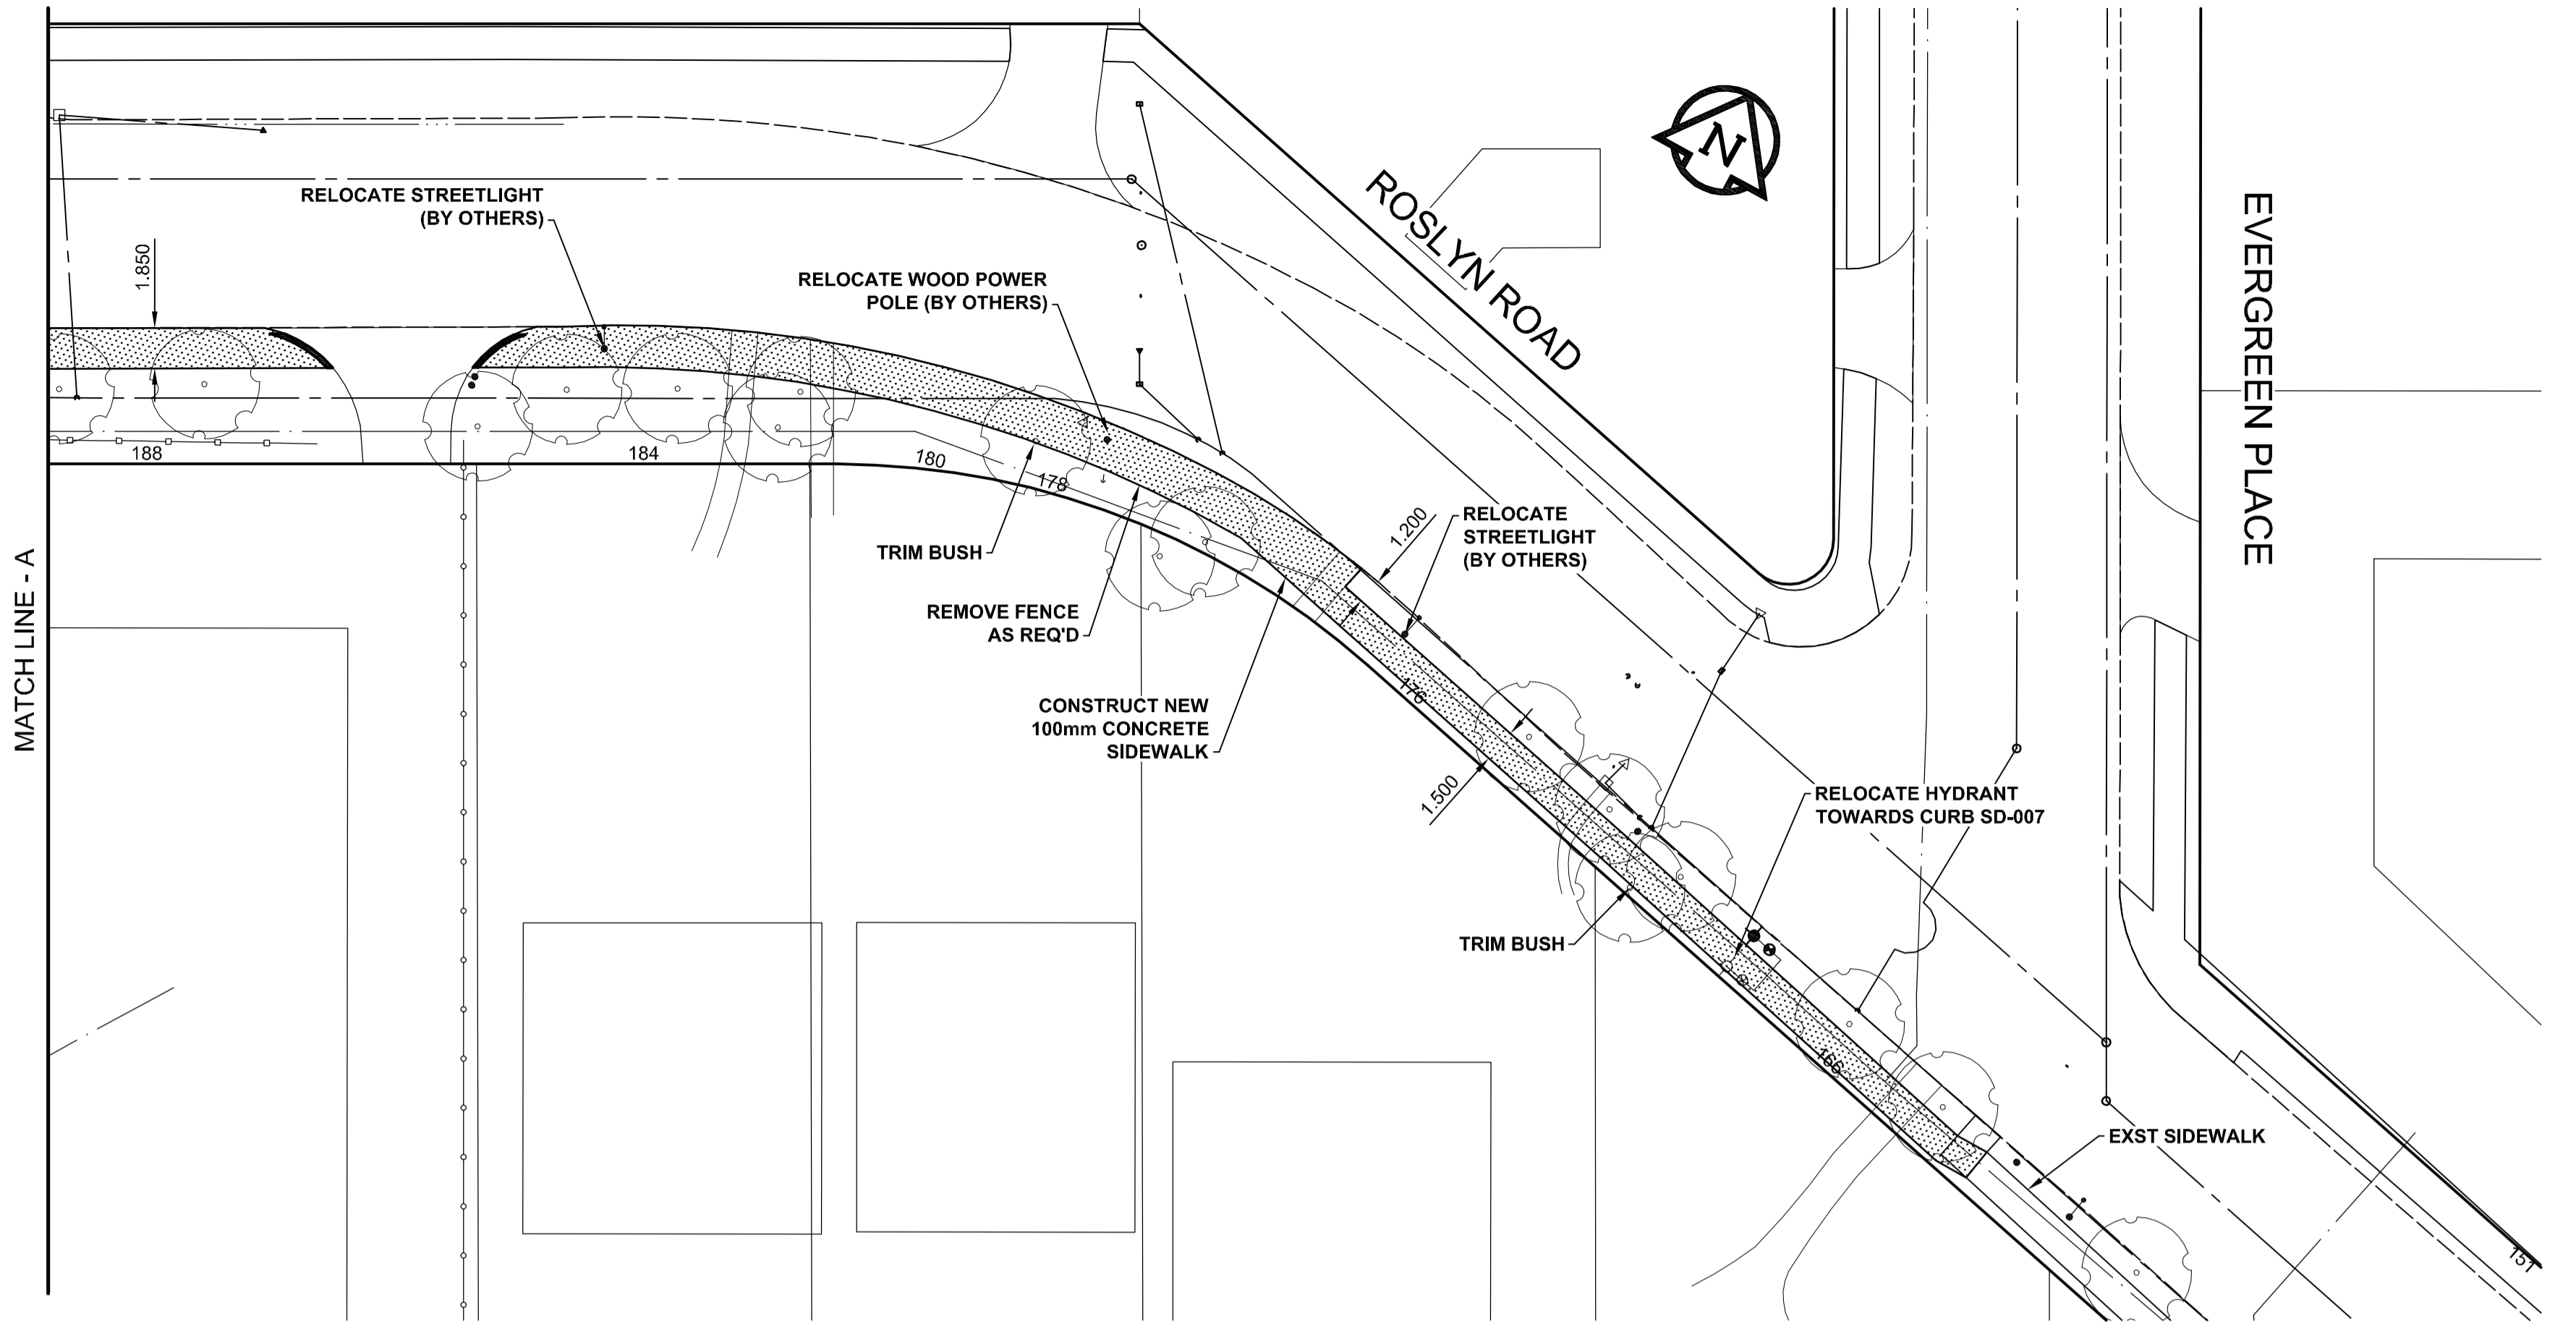 N
ROSLYN ROAD
EVERGREEN PLACE
RELOCATE STREETLIGHT
(BY OTHERS)
1.850
RELOCATE WOOD POWER
POLE (BY OTHERS)
188
184
180
178
TRIM BUSH
1.200
RELOCATE
STREETLIGHT
(BY OTHERS)
MATCH LINE - A
REMOVE FENCE
AS REQ'D
176
CONSTRUCT NEW
100mm CONCRETE
SIDEWALK
1.500
RELOCATE HYDRANT
TOWARDS CURB SD-007
TRIM BUSH
166
EXST SIDEWALK
151